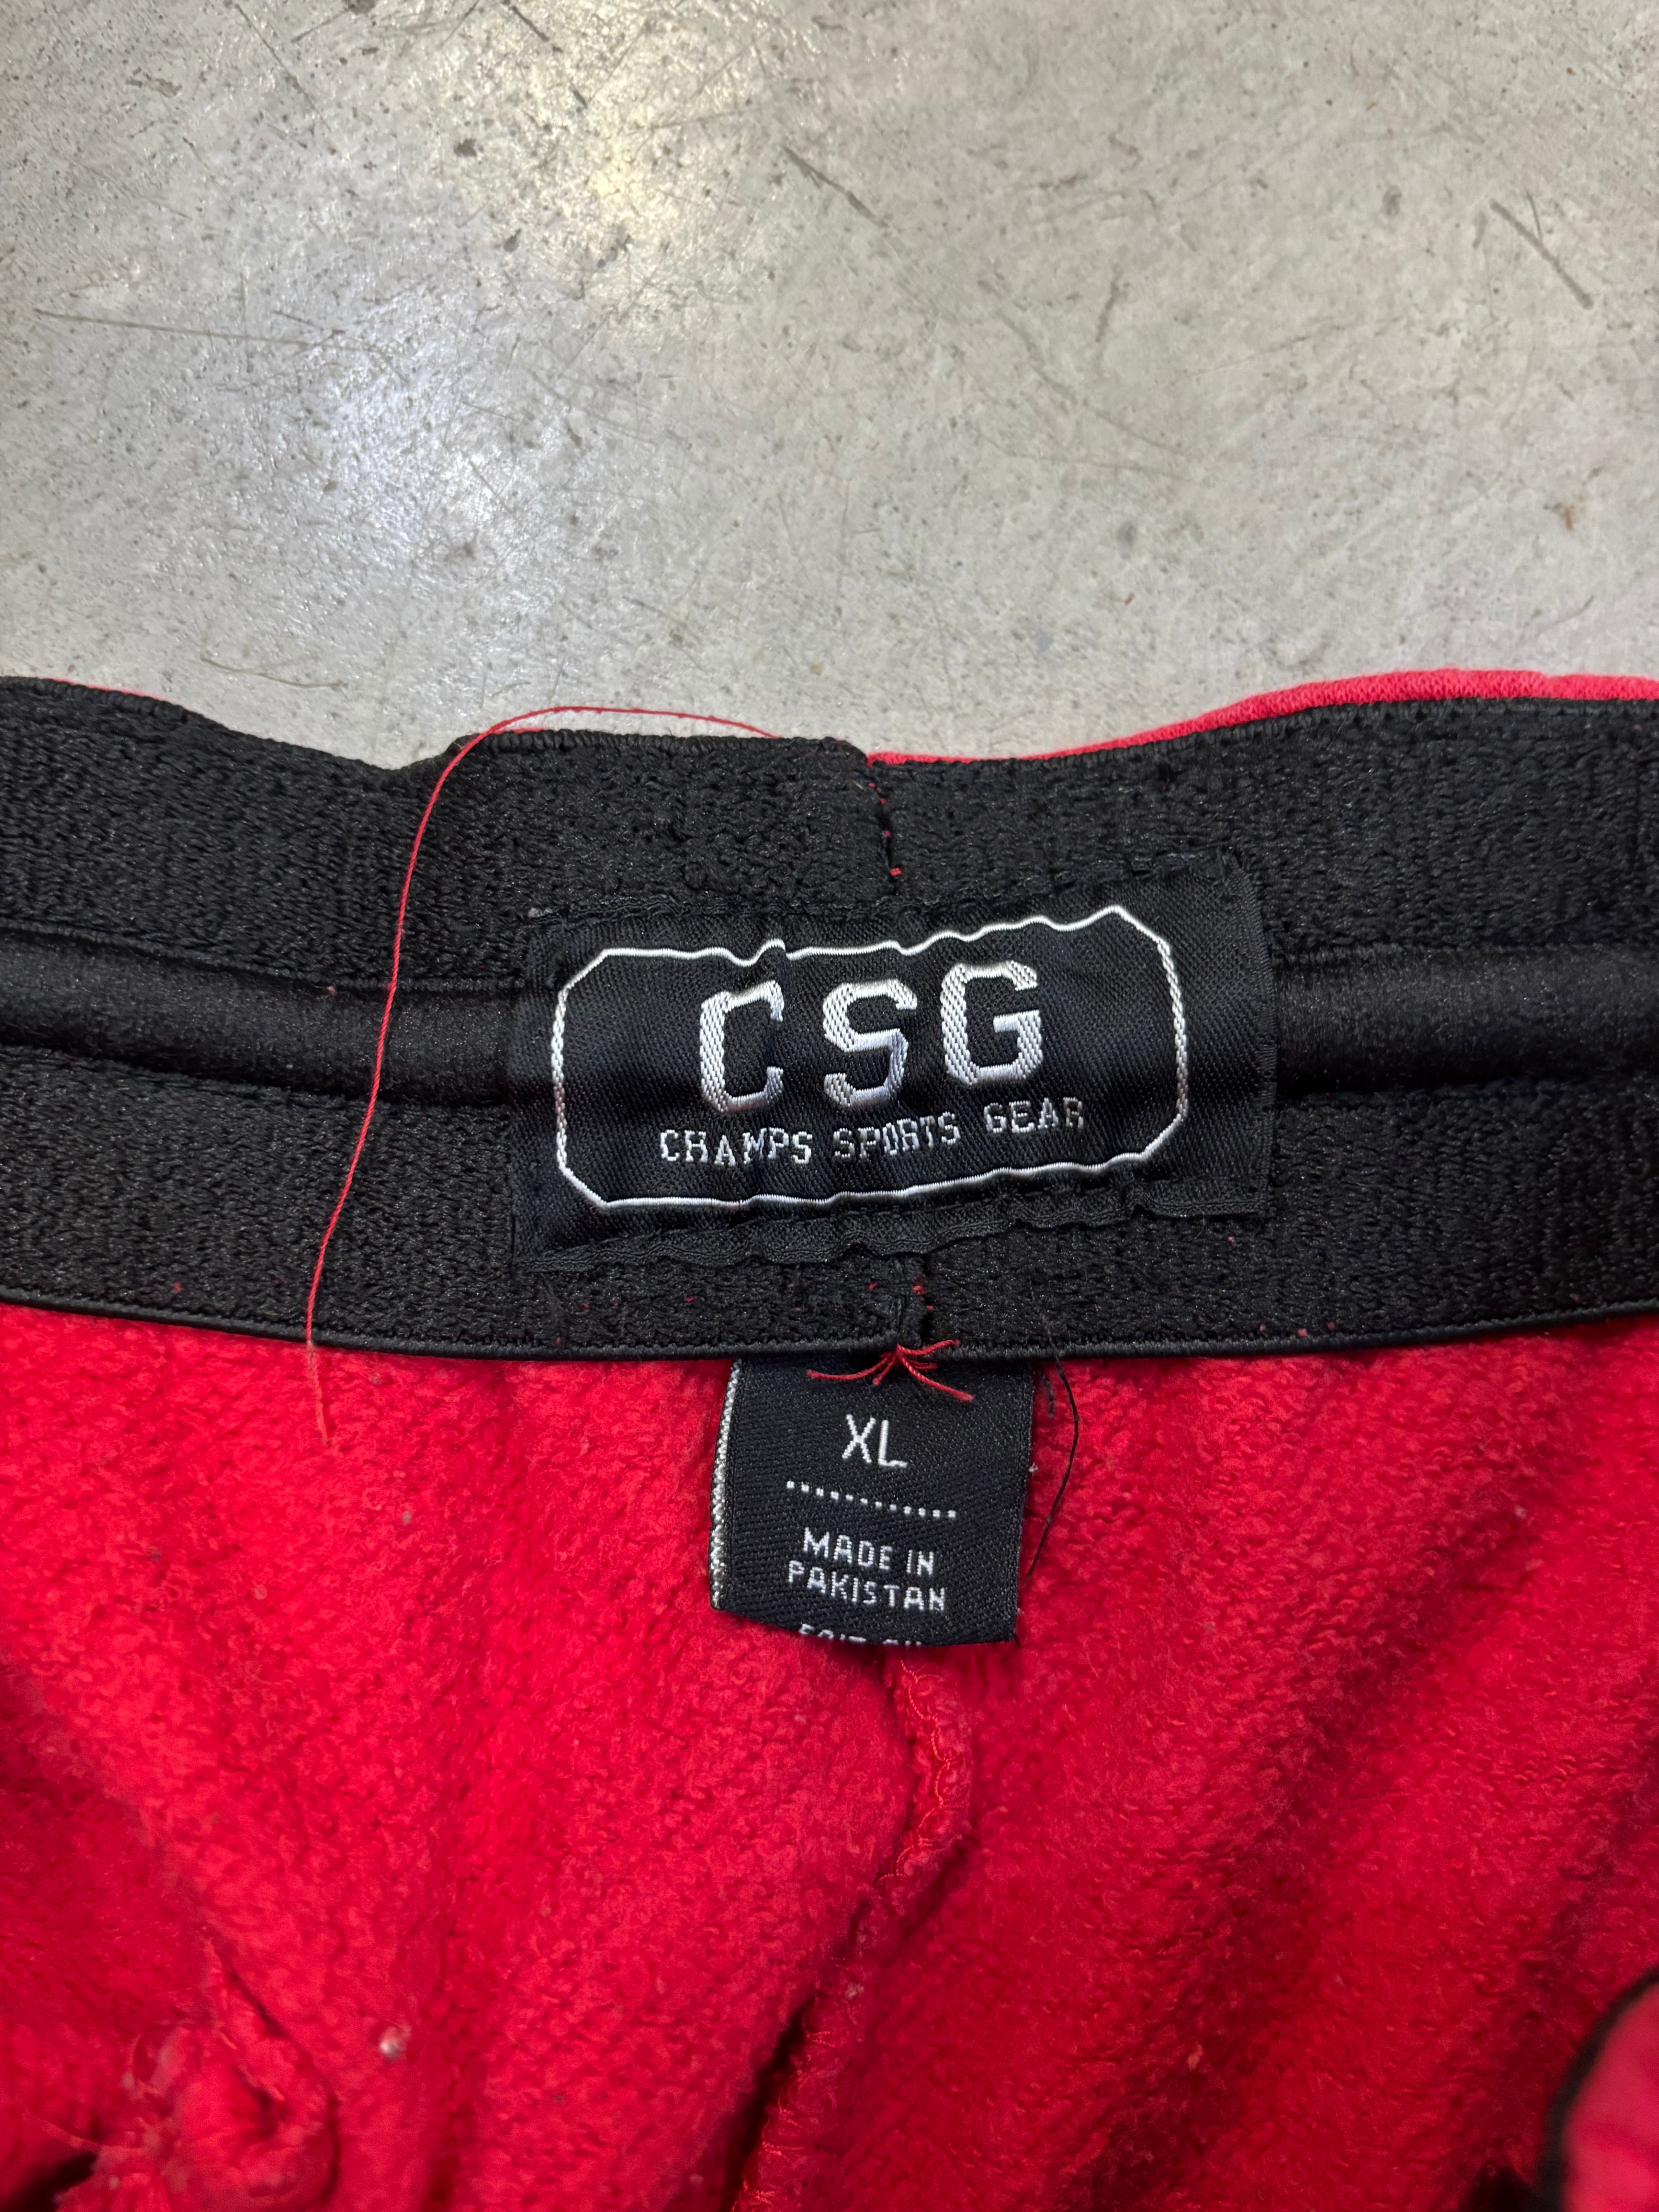 CSG
CHAMPS SPORTS GEAR
XL
MADE IN
PAKISTAN